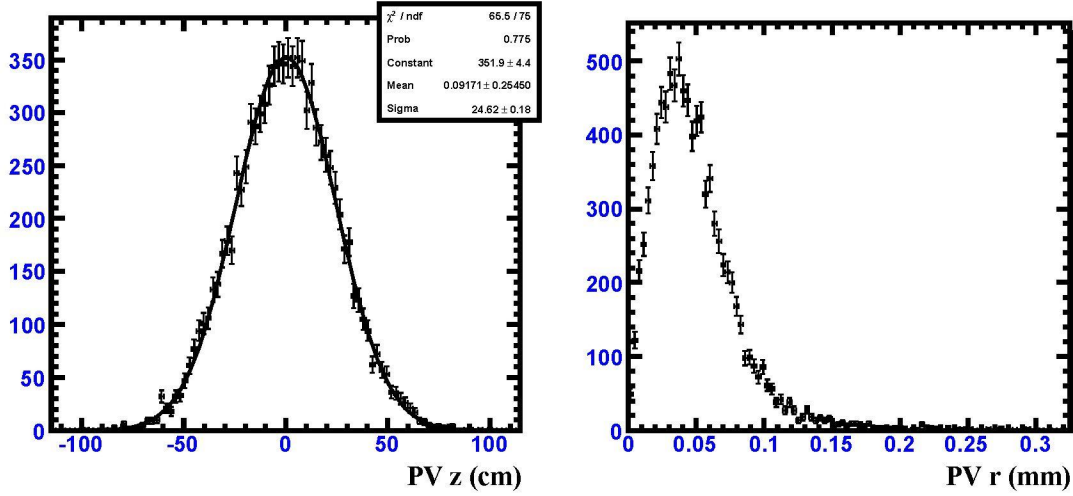 χ² / ndf 65.5 / 75
Prob 0.775
Constant 351.9 ± 4.4
Mean 0.09171 ± 0.25450
Sigma 24.62 ± 0.18
350
300
250
200
150
100
50
0
-100 -50 0 50 100
PV z (cm)
500
400
300
200
100
0
0 0.05 0.1 0.15 0.2 0.25 0.3
PV r (mm)